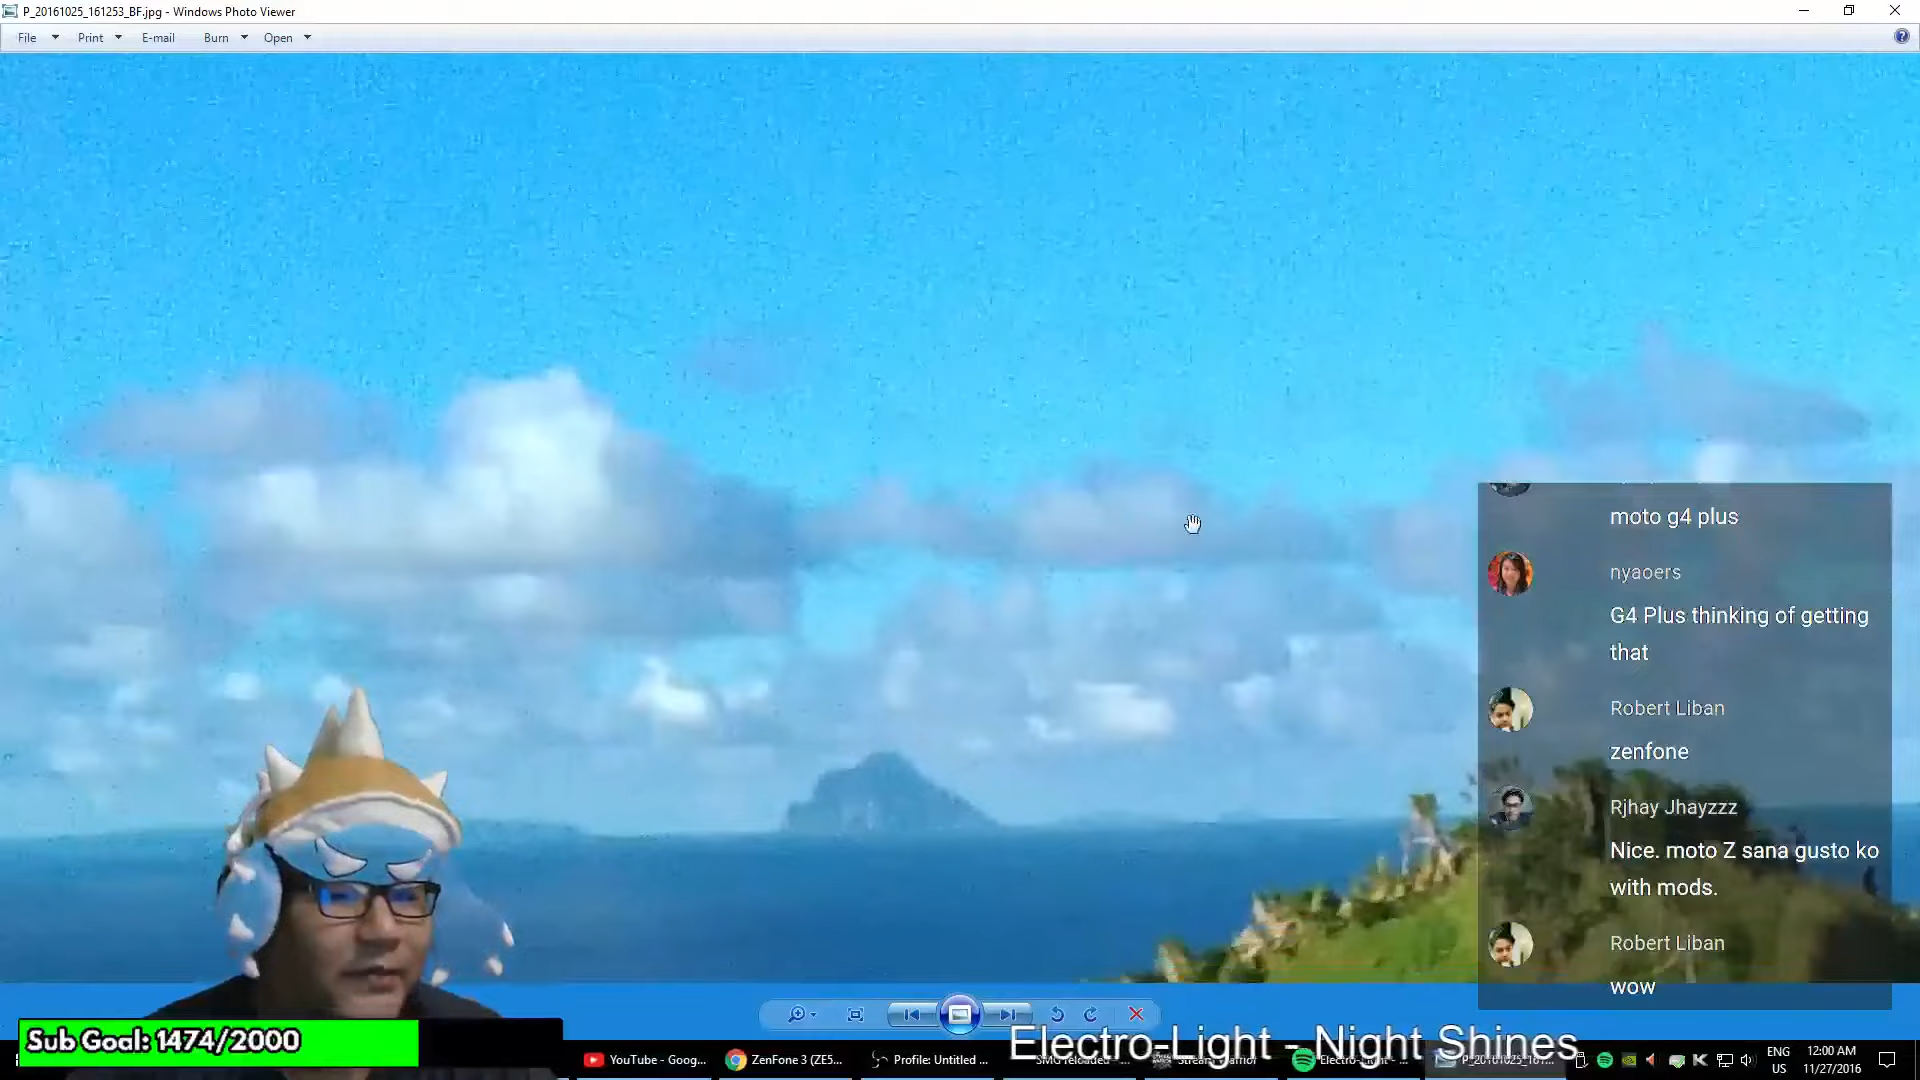 P_20161025_161253_BF.jpg - Windows Photo Viewer
File Print E-mail Burn Open
moto g4 plus
nyaoers
G4 Plus thinking of getting
that
Robert Liban
zenfone
Rjhay Jhayzzz
Nice. moto Z sana gusto ko
with mods.
Robert Liban
wow
Electro-Light - Night Shines
Sub Goal: 1474/2000
YouTube - Goog...
ZenFone 3 (ZE5...
Profile: Untitled ...
ENG
US
12:00 AM
11/27/2016